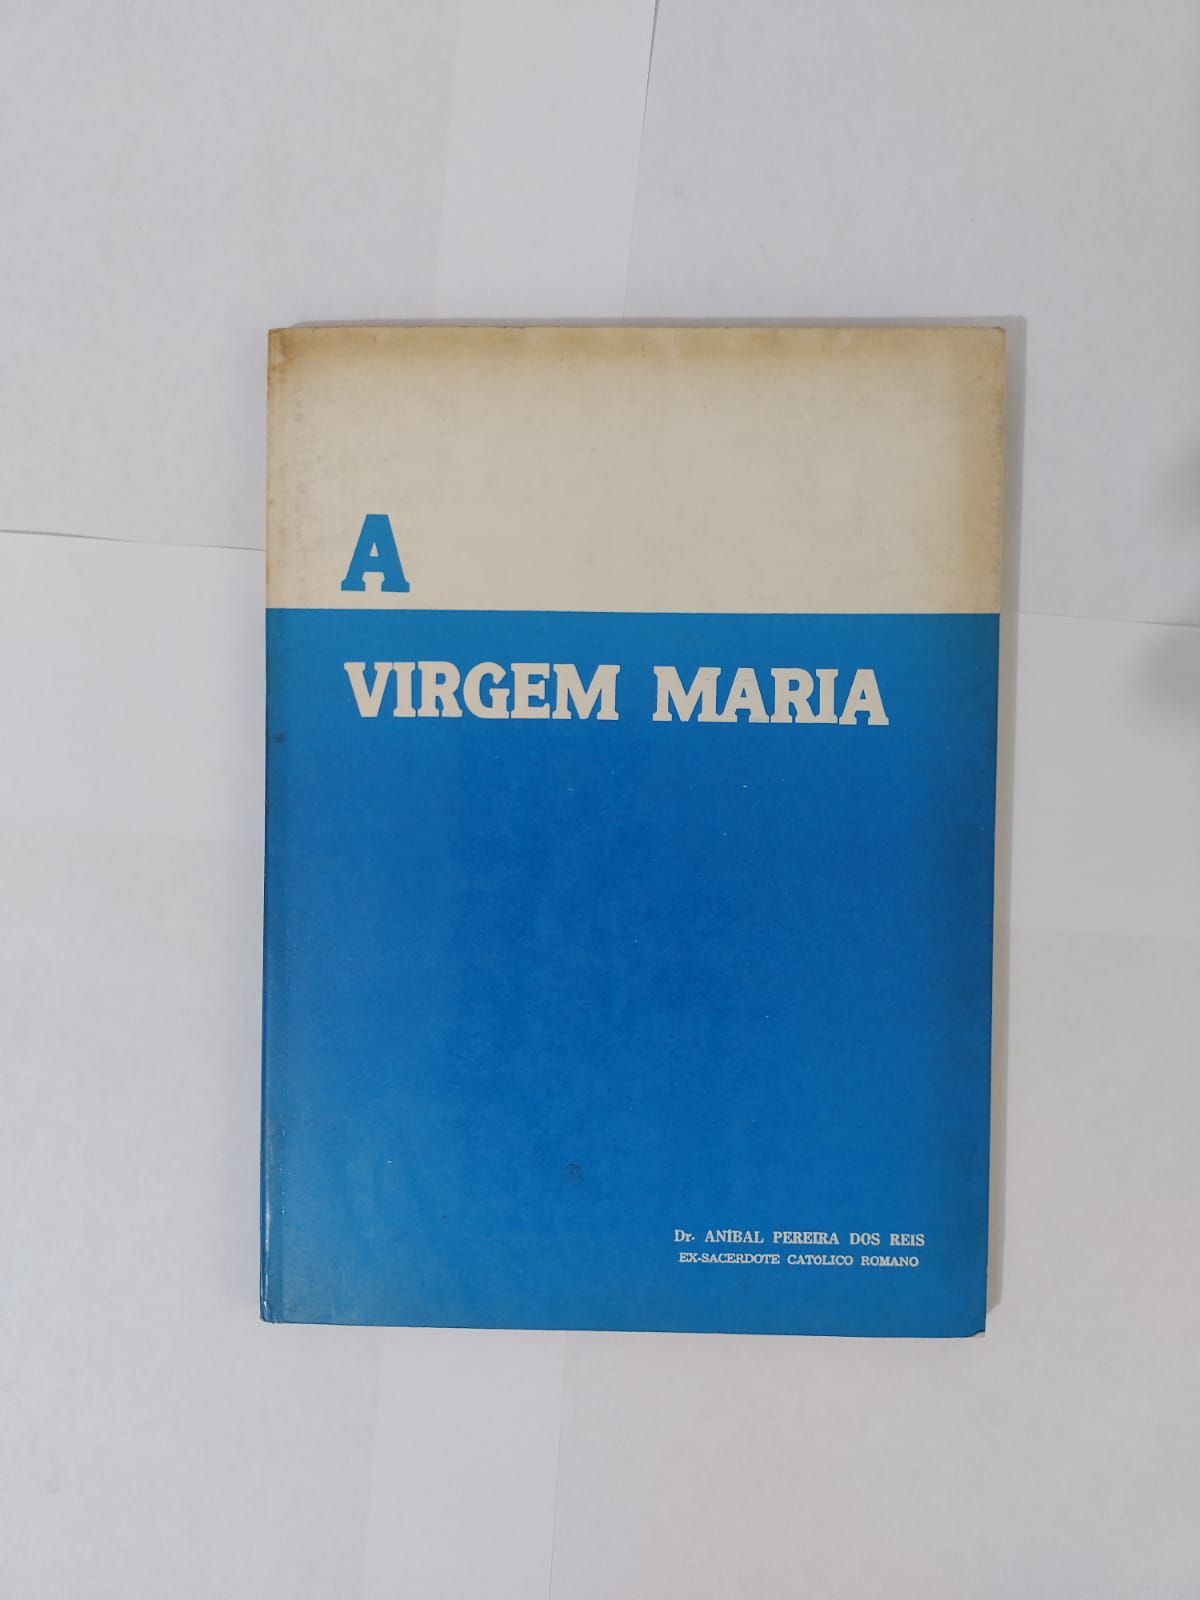 A
VIRGEM MARIA
Dr. ANÍBAL PEREIRA DOS REIS
EX-SACERDOTE CATÓLICO ROMANO